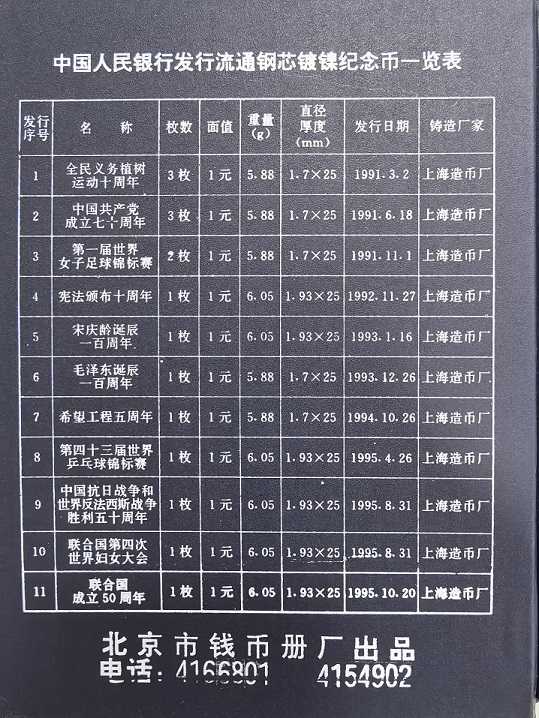 中国人民银行发行流通钢芯镀镍纪念币一览表
发行序号 名称 枚数 面值 重量(g) 直径厚度(mm) 发行日期 铸造厂家
1 全民义务植树运动十周年 3枚 1元 5.88 1.7×25 1991.3.2 上海造币厂
2 中国共产党成立七十周年 3枚 1元 5.88 1.7×25 1991.6.18 上海造币厂
3 第一届世界女子足球锦标赛 2枚 1元 5.88 1.7×25 1991.11.1 上海造币厂
4 宪法颁布十周年 1枚 1元 6.05 1.93×25 1992.11.27 上海造币厂
5 宋庆龄诞辰一百周年 1枚 1元 6.05 1.93×25 1993.1.16 上海造币厂
6 毛泽东诞辰一百周年 1枚 1元 5.88 1.7×25 1993.12.26 上海造币厂
7 希望工程五周年 1枚 1元 5.88 1.7×25 1994.10.26 上海造币厂
8 第四十三届世界乒乓球锦标赛 1枚 1元 6.05 1.93×25 1995.4.26 上海造币厂
9 中国抗日战争和世界反法西斯战争胜利五十周年 1枚 1元 6.05 1.93×25 1995.8.31 上海造币厂
10 联合国第四次世界妇女大会 1枚 1元 6.05 1.93×25 1995.8.31 上海造币厂
11 联合国成立50周年 1枚 1元 6.05 1.93×25 1995.10.20 上海造币厂
北京市钱币册厂出品
电话: 4166801 4154902